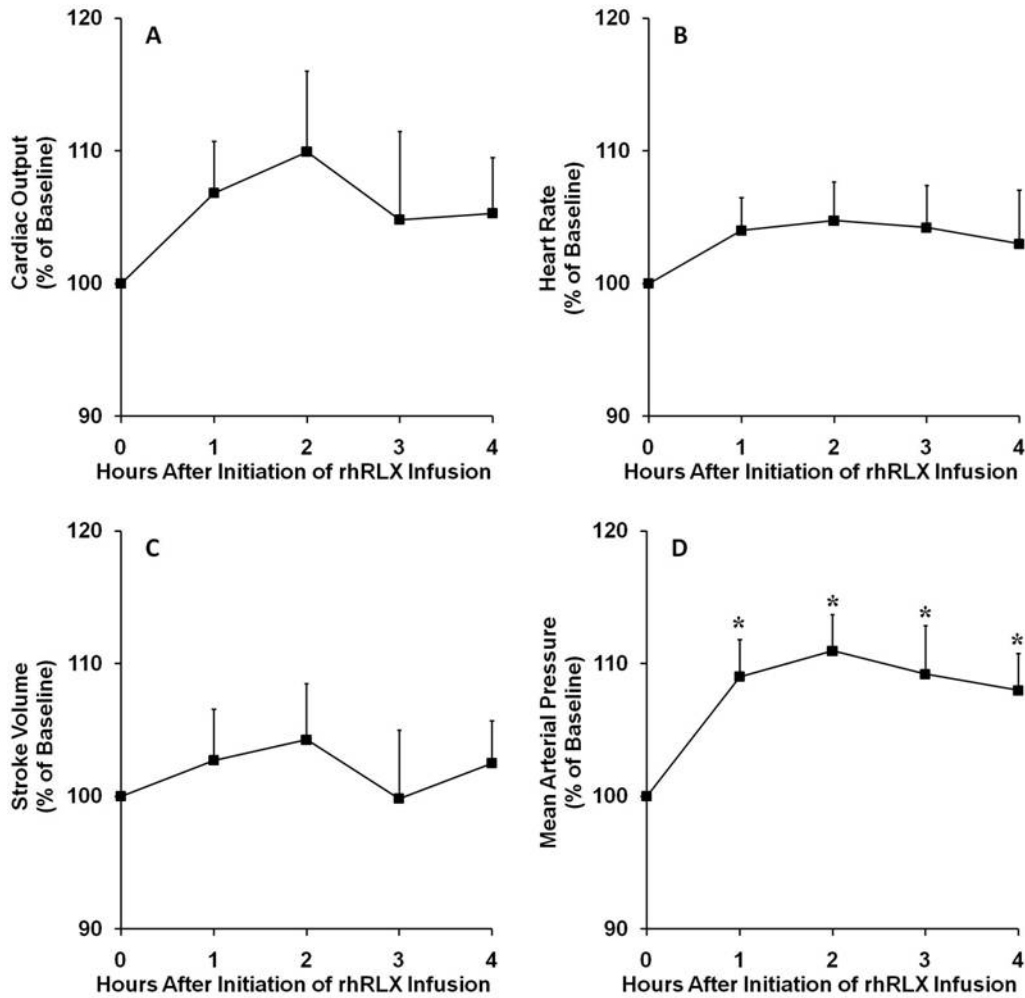 A
120
110
100
90
Cardiac Output
(% of Baseline)
0 1 2 3 4
Hours After Initiation of rhRLX Infusion
B
120
110
100
90
Heart Rate
(% of Baseline)
0 1 2 3 4
Hours After Initiation of rhRLX Infusion
C
120
110
100
90
Stroke Volume
(% of Baseline)
0 1 2 3 4
Hours After Initiation of rhRLX Infusion
D
120
110
100
90
Mean Arterial Pressure
(% of Baseline)
* * * *
0 1 2 3 4
Hours After Initiation of rhRLX Infusion